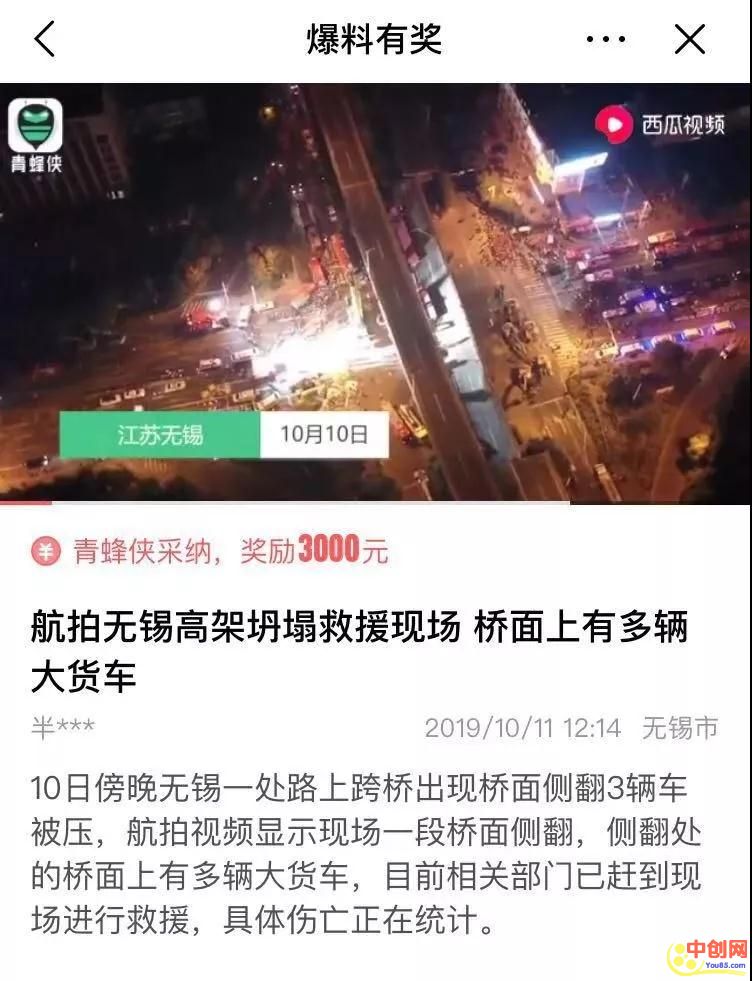 爆料有奖
青蜂侠
西瓜视频
江苏无锡 10月10日
青蜂侠采纳，奖励3000元
航拍无锡高架坍塌救援现场 桥面上有多辆
大货车
半*** 2019/10/11 12:14 无锡市
10日傍晚无锡一处路上跨桥出现桥面侧翻3辆车
被压，航拍视频显示现场一段桥面侧翻，侧翻处
的桥面上有多辆大货车，目前相关部门已赶到现
场进行救援，具体伤亡正在统计。
中创网
You85.com